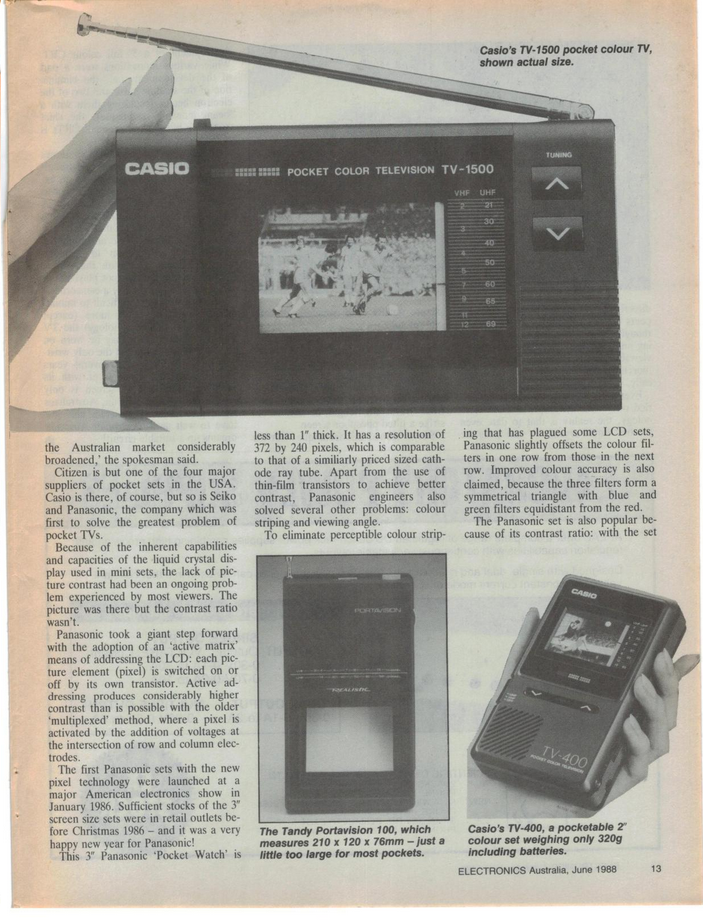 Casio's TV-1500 pocket colour TV,
shown actual size.
CASIO
POCKET COLOR TELEVISION TV-1500
TUNING
VHF UHF
2 21
3 30
4 40
5 50
7 60
9 65
11
12 69
the Australian market considerably
broadened,' the spokesman said.
Citizen is but one of the four major
suppliers of pocket sets in the USA.
Casio is there, of course, but so is Seiko
and Panasonic, the company which was
first to solve the greatest problem of
pocket TVs.
Because of the inherent capabilities
and capacities of the liquid crystal dis-
play used in mini sets, the lack of pic-
ture contrast had been an ongoing prob-
lem experienced by most viewers. The
picture was there but the contrast ratio
wasn't.
Panasonic took a giant step forward
with the adoption of an 'active matrix'
means of addressing the LCD: each pic-
ture element (pixel) is switched on or
off by its own transistor. Active ad-
dressing produces considerably higher
contrast than is possible with the older
'multiplexed' method, where a pixel is
activated by the addition of voltages at
the intersection of row and column elec-
trodes.
The first Panasonic sets with the new
pixel technology were launched at a
major American electronics show in
January 1986. Sufficient stocks of the 3"
screen size sets were in retail outlets be-
fore Christmas 1986 – and it was a very
happy new year for Panasonic!
This 3" Panasonic 'Pocket Watch' is
less than 1" thick. It has a resolution of
372 by 240 pixels, which is comparable
to that of a similiarly priced sized cath-
ode ray tube. Apart from the use of
thin-film transistors to achieve better
contrast, Panasonic engineers also
solved several other problems: colour
striping and viewing angle.
To eliminate perceptible colour strip-
ing that has plagued some LCD sets,
Panasonic slightly offsets the colour fil-
ters in one row from those in the next
row. Improved colour accuracy is also
claimed, because the three filters form a
symmetrical triangle with blue and
green filters equidistant from the red.
The Panasonic set is also popular be-
cause of its contrast ratio: with the set
PORTAVISION
REALISTIC
The Tandy Portavision 100, which
measures 210 x 120 x 76mm – just a
little too large for most pockets.
CASIO
TV-400
POCKET COLOR TELEVISION
Casio's TV-400, a pocketable 2"
colour set weighing only 320g
including batteries.
ELECTRONICS Australia, June 1988 13